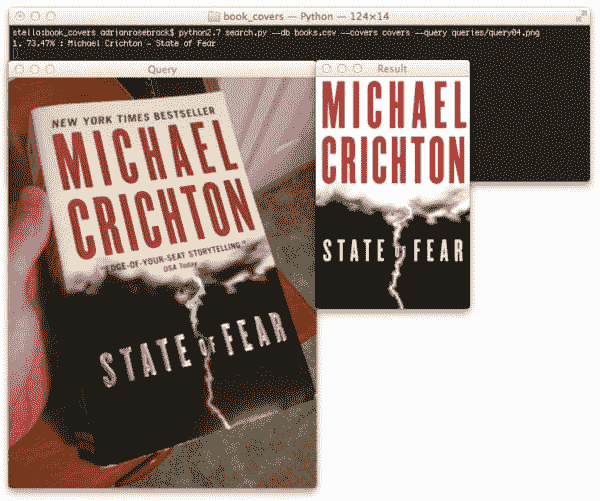 book_covers — Python — 124×14
stella:book_covers adrianrosebrock$ python2.7 search.py --db books.csv --covers covers --query queries/query04.png
1. 73.47% : Michael Crichton - State of Fear
Query
NEW YORK TIMES BESTSELLER
MICHAEL
CRICHTON
"EDGE-OF-YOUR-SEAT STORYTELLING."
USA Today
STATE OF FEAR
Result
MICHAEL
CRICHTON
STATE OF FEAR